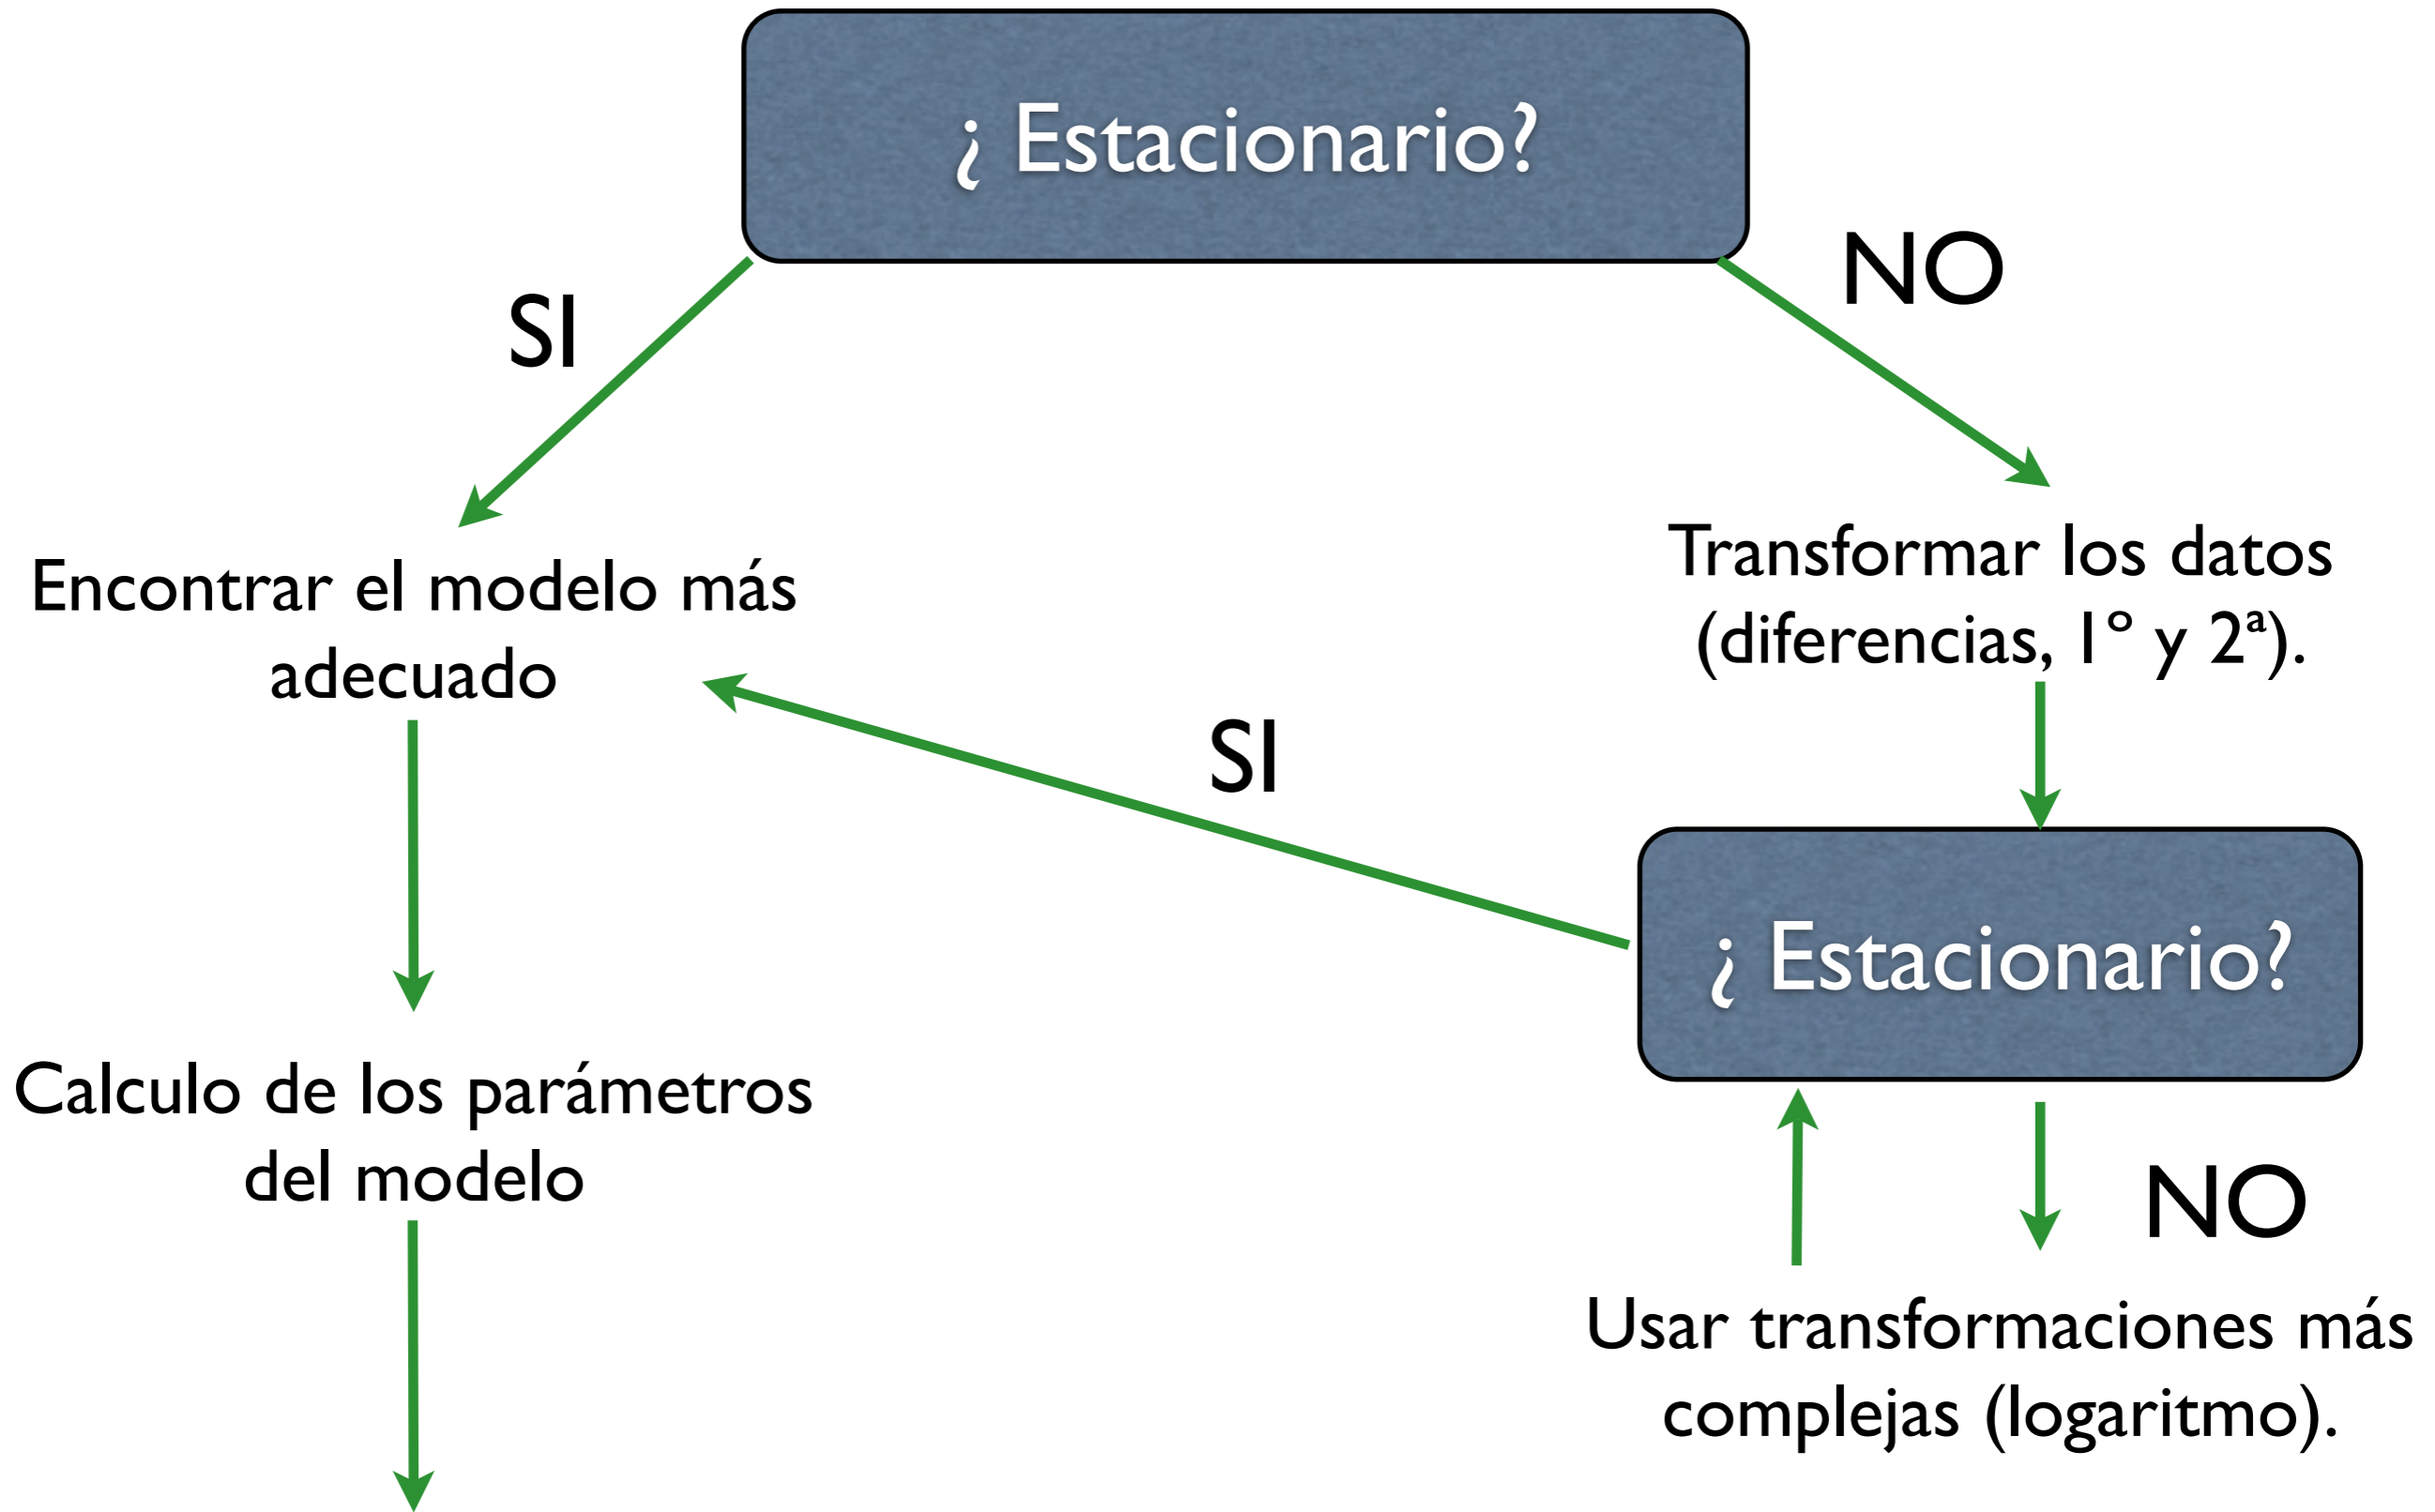 ¿ Estacionario?
NO
SI
Transformar los datos
(diferencias, 1º y 2ª).
Encontrar el modelo más
adecuado
SI
¿ Estacionario?
Calculo de los parámetros
del modelo
NO
Usar transformaciones más
complejas (logaritmo).